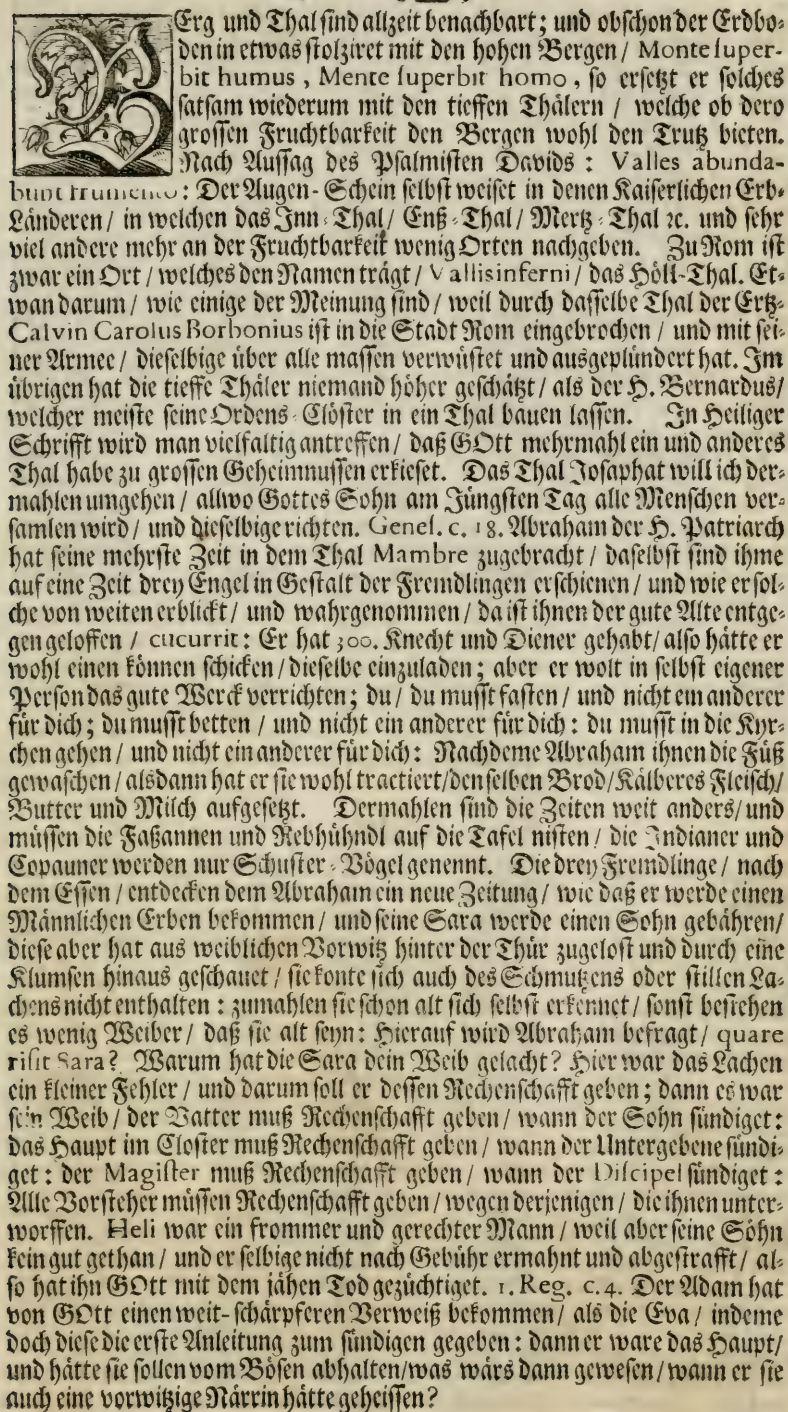 BErg und Thal sind allzeit benachbart; und obschon der Erdbo-
den in etwas stolziret mit den hohen Bergen / Monte super-
bit humus, Mente superbit homo, so ersetzt er solches
satsam wiederum mit den tieffen Thälern / welche ob dero
grossen Fruchtbarkeit den Bergen wohl den Trutz bieten.
Nach Aussag des Psalmisten Davids: Valles abunda-
bunt frumento: Der Augen-Schein selbst weiset in denen Kaiserlichen Erb-
Länderen / in welchen das Inn-Thal / Enß-Thal / Mertz-Thal ꝛc. und sehr
viel andere mehr an der Fruchtbarkeit wenig Orten nachgeben. Zu Rom ist
zwar ein Ort / welches den Namen trägt / Vallis inferni / das Höll-Thal. Et-
wan darum / wie einige der Meinung sind / weil durch dasselbe Thal der Ertz-
Calvin Carolus Borbonius ist in die Stadt Rom eingebrochen / und mit sei-
ner Armee / dieselbige über alle massen verwüstet und ausgeplündert hat. Im
übrigen hat die tieffe Thäler niemand höher geschätzt / als der H. Bernardus /
welcher meiste seine Ordens-Clöster in ein Thal bauen lassen. In Heiliger
Schrifft wird man vielfaltig antreffen / daß GOtt mehrmahl ein und anderes
Thal habe zu grossen Geheimnussen erkieset. Das Thal Josaphat will ich der-
mahlen umgehen / allwo Gottes Sohn am Jüngsten Tag alle Menschen ver-
samlen wird / und dieselbige richten. Genes. c. 18. Abraham der H. Patriarch
hat seine mehrste Zeit in dem Thal Mambre zugebracht / daselbst sind ihme
auf eine Zeit drey Engel in Gestalt der Fremblingen erschienen / und wie er sol-
che von weiten erblickt / und wahrgenommen / da ist ihnen der gute Alte entge-
gen geloffen / cucurrit: Er hat 300. Knecht und Diener gehabt / also hätte er
wohl einen können schicken / dieselbe einzuladen; aber er wolt in selbst eigener
Person das gute Werck verrichten; du / du musst fasten / und nicht ein anderer
für dich; du musst betten / und nicht ein anderer für dich: du musst in die Kyr-
chen gehen / und nicht ein anderer für dich: Nachdeme Abraham ihnen die Füß
gewaschen / alsdann hat er sie wohl tractiert / denselben Brod / Kälberes Fleisch /
Butter und Milch aufgesetzt. Dermahlen sind die Zeiten weit anders / und
müssen die Faßannen und Rebhühndl auf die Tafel nisten / die Indianer und
Copauner werden nur Schuster-Vögel genennt. Die drey Fremblinge / nach
dem Essen / entdecken dem Abraham ein neue Zeitung / wie daß er werde einen
Männlichen Erben bekommen / und seine Sara werde einen Sohn gebähren /
diese aber hat aus weiblichen Vorwitz hinter der Thür zugelost und durch eine
Klumsen hinaus geschauet / sie konte sich auch des Schmutzens oder stillen La-
chens nicht enthalten: zumahlen sie schon alt sich selbst erkennet / sonst bestehen
es wenig Weiber / daß sie alt seyn: Hierauf wird Abraham befragt / quare
risit Sara? Warum hat die Sara dein Weib gelacht? Hier war das Lachen
ein kleiner Fehler / und darum soll er dessen Rechenschafft geben; dann es war
sein Weib / der Vatter muß Rechenschafft geben / wann der Sohn sündiget:
das Haupt im Closter muß Rechenschafft geben / wann der Untergebene sündi-
get: der Magister muß Rechenschafft geben / wann der Discipel sündiget:
Alle Vorsteher müssen Rechenschafft geben / wegen derjenigen / die ihnen unter-
worffen. Heli war ein frommer und gerechter Mann / weil aber seine Söhn
kein gut gethan / und er selbige nicht nach Gebühr ermahnt und abgestrafft / al-
so hat ihn GOtt mit dem jähen Tod gezüchtiget. 1. Reg. c. 4. Der Adam hat
von GOtt einen weit-schärpferen Verweiß bekommen / als die Eva / indeme
doch diese die erste Anleitung zum sündigen gegeben: dann er ware das Haupt /
und hätte sie sollen vom Bösen abhalten / was wärs dann gewesen / wann er sie
auch eine vorwitzige Närrin hätte geheissen?